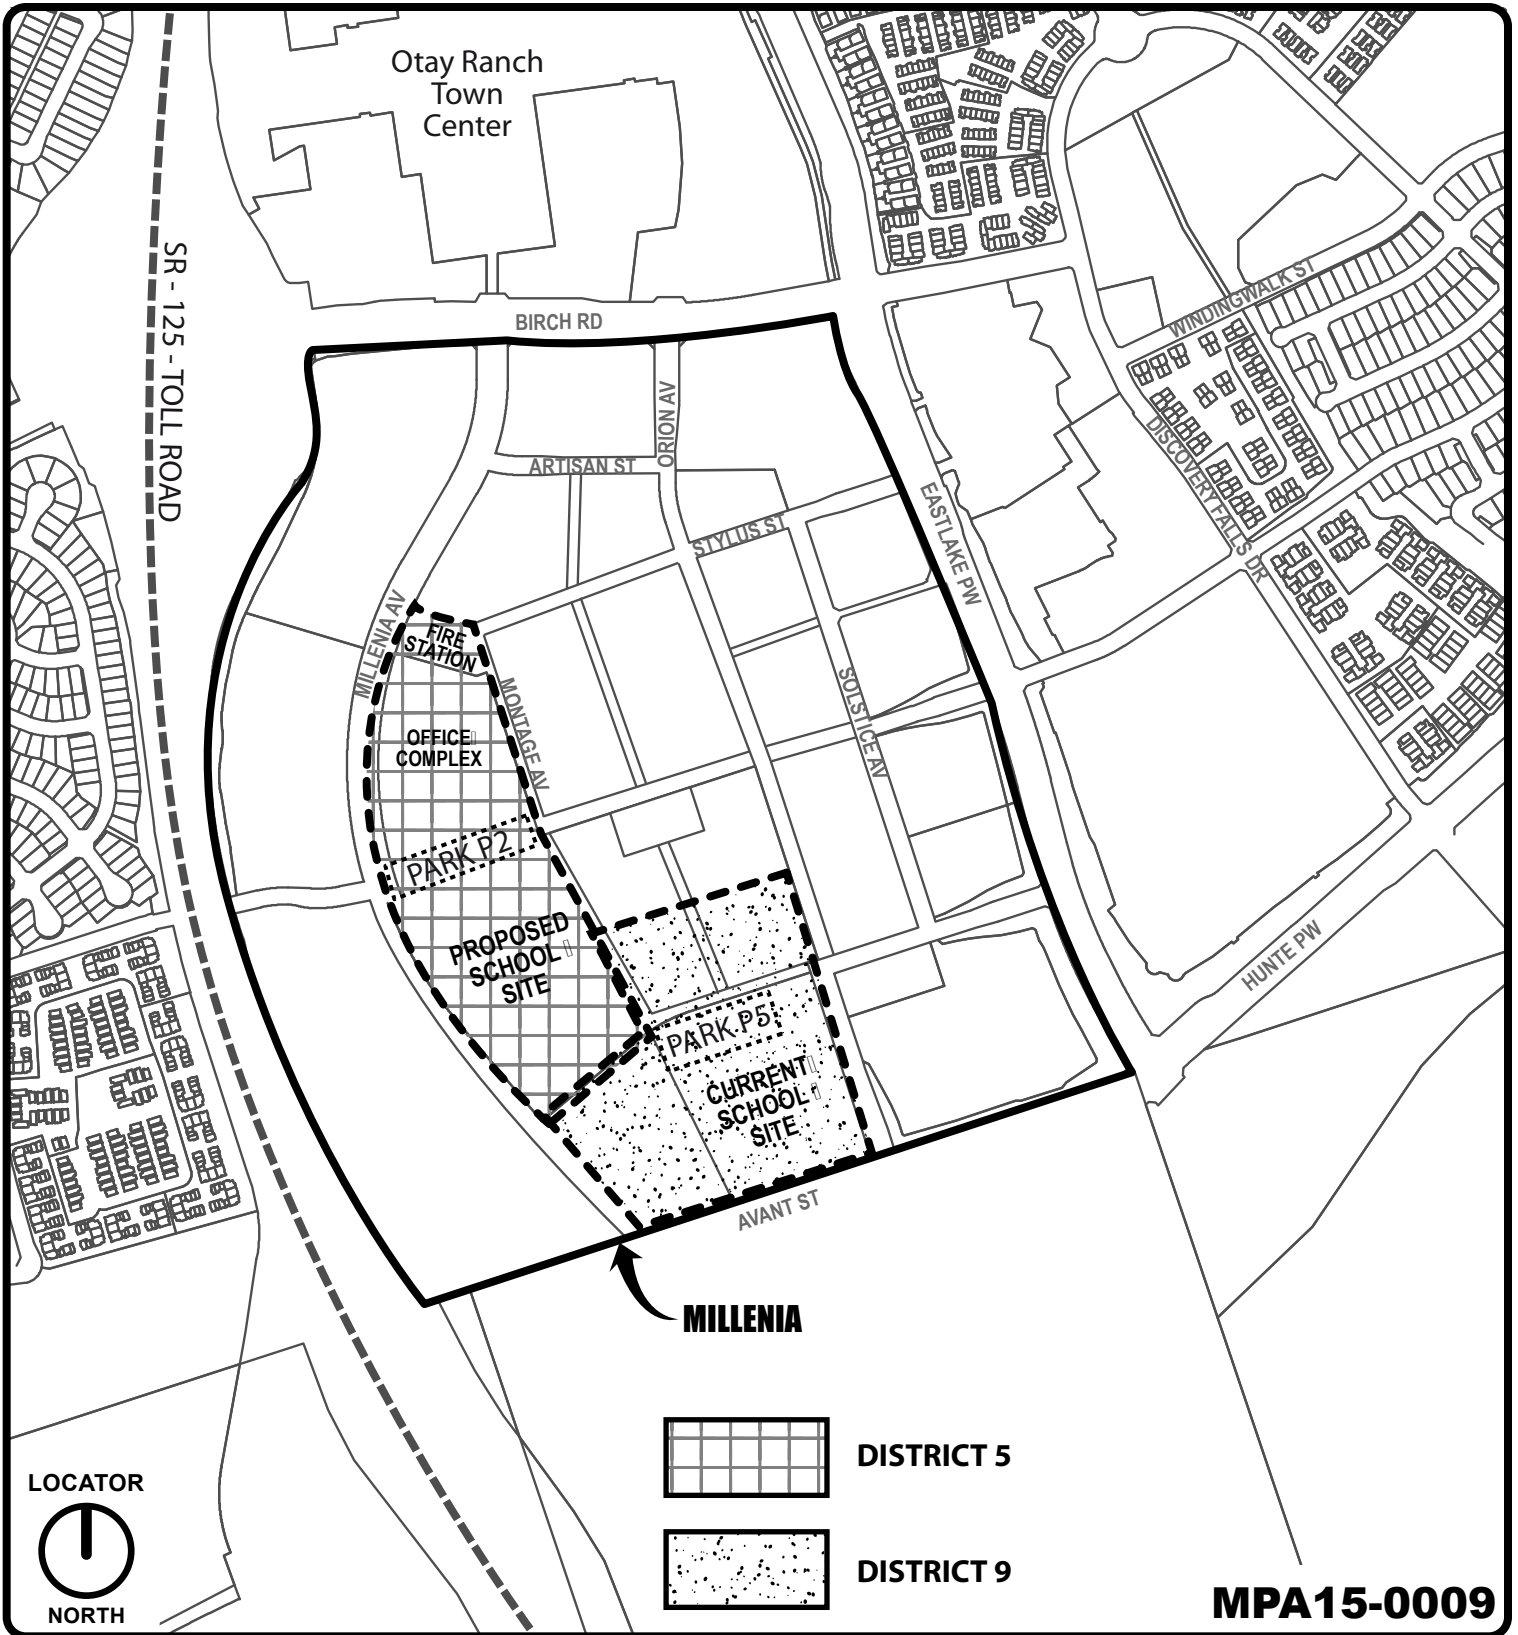 Otay Ranch
Town
Center
SR - 125 - TOLL ROAD
BIRCH RD
WINDINGWALK ST
ORION AV
ARTISAN ST
DISCOVERY FALLS DR
EASTLAKE PW
STYLUS ST
MILLENIA AV
FIRE
STATION
MONTAGE AV
SOLSTICE AV
OFFICE
COMPLEX
PARK P2
PROPOSED
SCHOOL
SITE
HUNTE PW
PARK P5
CURRENT
SCHOOL
SITE
AVANT ST
MILLENIA
DISTRICT 5
DISTRICT 9
LOCATOR
NORTH
MPA15-0009